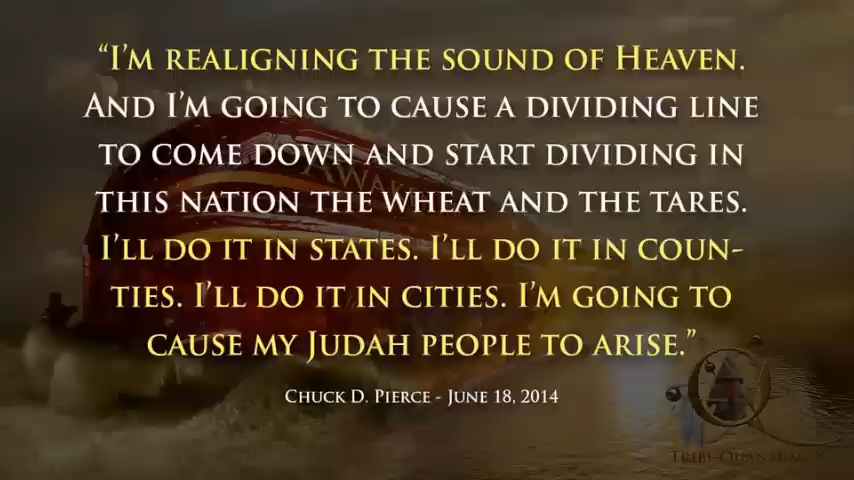 “I’m realigning the sound of Heaven.
And I’m going to cause a dividing line
to come down and start dividing in
this nation the wheat and the tares.
I’ll do it in states. I’ll do it in coun-
ties. I’ll do it in cities. I’m going to
cause my Judah people to arise.”
Chuck D. Pierce - June 18, 2014